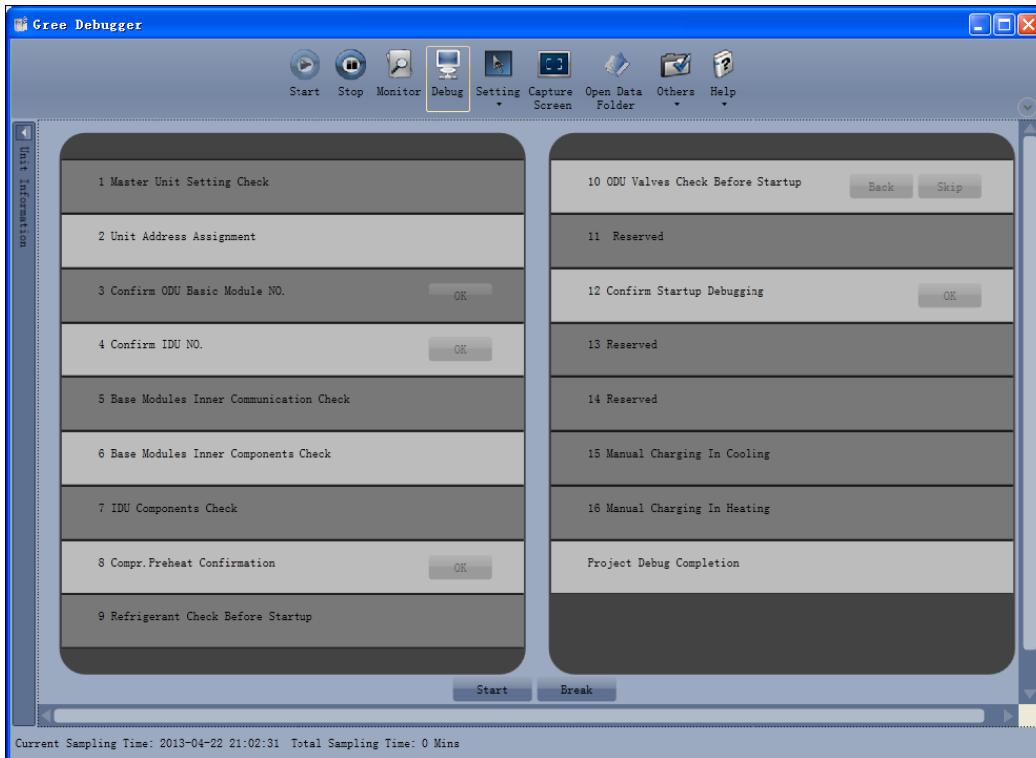 Gree Debugger
Start Stop Monitor Debug Setting Capture Screen Open Data Folder Others Help
Unit Information
1 Master Unit Setting Check
2 Unit Address Assignment
3 Confirm ODU Basic Module NO. OK
4 Confirm IDU NO. OK
5 Base Modules Inner Communication Check
6 Base Modules Inner Components Check
7 IDU Components Check
8 Compr.Preheat Confirmation OK
9 Refrigerant Check Before Startup
10 ODU Valves Check Before Startup Back Skip
11 Reserved
12 Confirm Startup Debugging OK
13 Reserved
14 Reserved
15 Manual Charging In Cooling
16 Manual Charging In Heating
Project Debug Completion
Start Break
Current Sampling Time: 2013-04-22 21:02:31 Total Sampling Time: 0 Mins